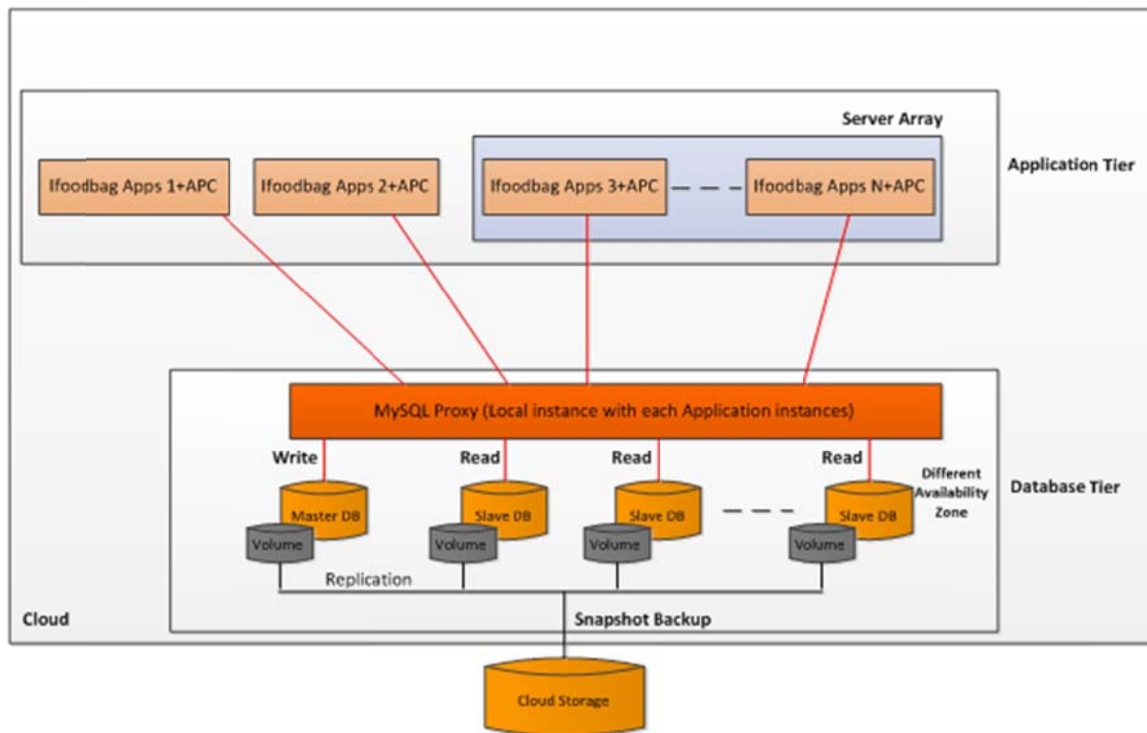 Server Array
Application Tier
Ifoodbag Apps 1+APC
Ifoodbag Apps 2+APC
Ifoodbag Apps 3+APC
Ifoodbag Apps N+APC
MySQL Proxy (Local instance with each Application instances)
Write
Read
Read
Read
Different
Availability
Zone
Database Tier
Master DB
Slave DB
Slave DB
Slave DB
Volume
Volume
Volume
Volume
Replication
Cloud
Snapshot Backup
Cloud Storage